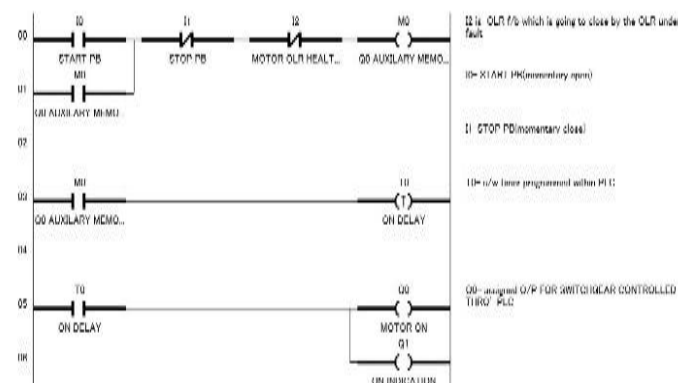 I0 I1 I2 M0
00
START PB STOP PB MOTOR OLR HEALT... Q0 AUXILARY MEMO...
I2 is OLR f/b which is going to close by the OLR under fault
M0
01
Q0 AUXILARY MEMO...
I0= START PB(momentary open)
I1 STOP PB(momentary close)
02
M0 T0
03
(T)
Q0 AUXILARY MEMO... ON DELAY
T0= timer programmed within PLC
04
T0 Q0
05
ON DELAY MOTOR ON
Q0= assigned O/P FOR SWITCHGEAR CONTROLLED THRO' PLC
Q1
06
ON INDICATION